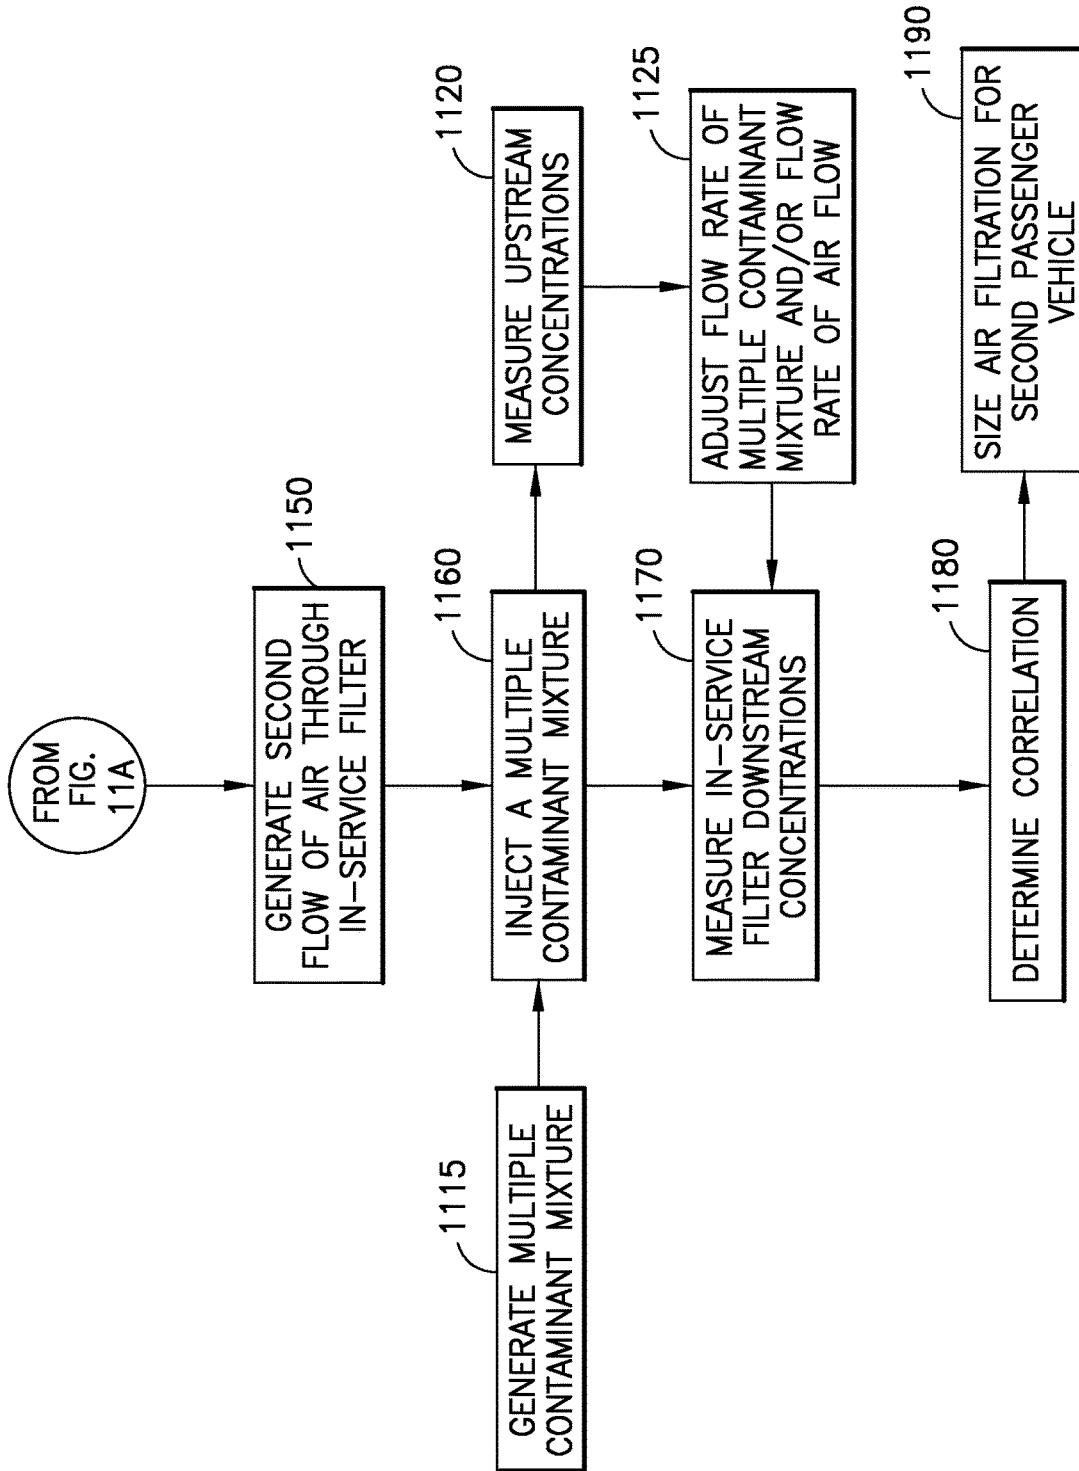 FROM
FIG.
11A
1150
GENERATE SECOND
FLOW OF AIR THROUGH
IN-SERVICE FILTER
1115
GENERATE MULTIPLE
CONTAMINANT MIXTURE
1160
INJECT A MULTIPLE
CONTAMINANT MIXTURE
1120
MEASURE UPSTREAM
CONCENTRATIONS
1170
MEASURE IN-SERVICE
FILTER DOWNSTREAM
CONCENTRATIONS
1125
ADJUST FLOW RATE OF
MULTIPLE CONTAMINANT
MIXTURE AND/OR FLOW
RATE OF AIR FLOW
1180
DETERMINE CORRELATION
1190
SIZE AIR FILTRATION FOR
SECOND PASSENGER
VEHICLE